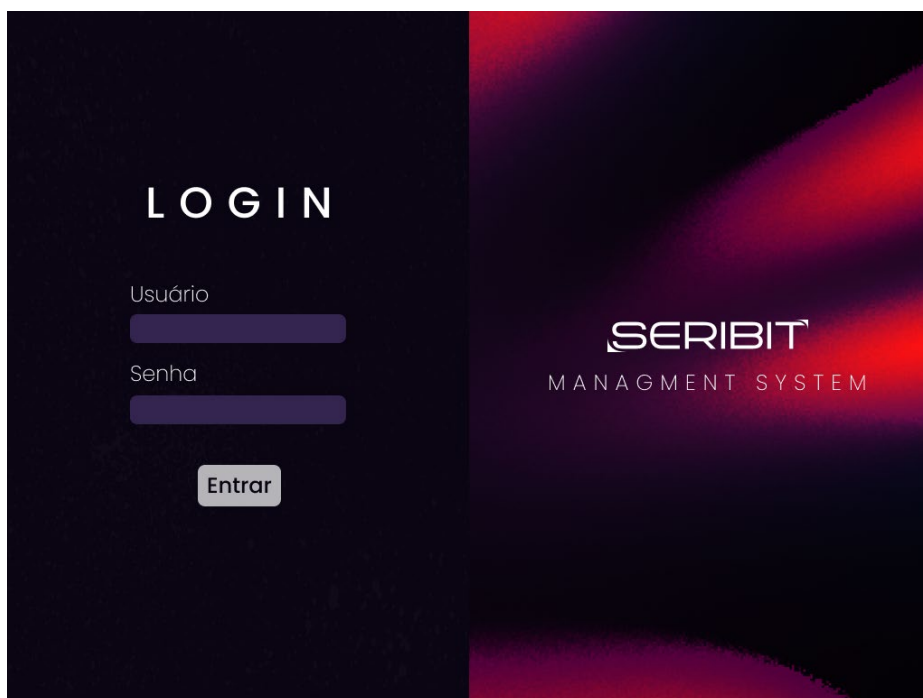 LOGIN
Usuário
Senha
Entrar
SERIBIT
MANAGMENT SYSTEM